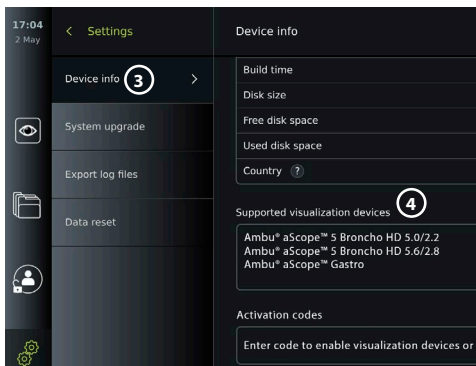 17:04
2 May
< Settings
Device info
Device info 3 >
System upgrade
Export log files
Data reset
Build time
Disk size
Free disk space
Used disk space
Country ?
Supported visualization devices 4
Ambu® aScope™ 5 Broncho HD 5.0/2.2
Ambu® aScope™ 5 Broncho HD 5.6/2.8
Ambu® aScope™ Gastro
Activation codes
Enter code to enable visualization devices or